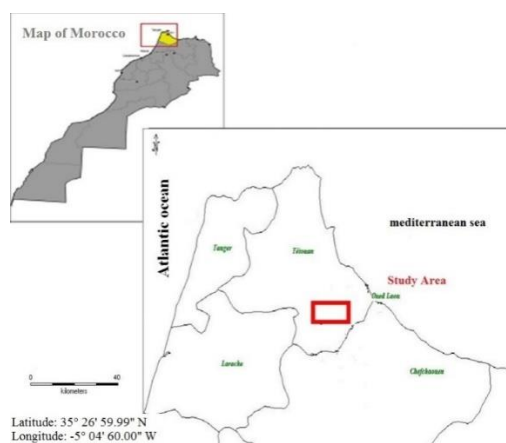 Map of Morocco
Atlantic ocean
mediterranean sea
Tanger
Tétouan
Study Area
Oued Laou
Larache
Chefchaouen
0 40
kilometers
Latitude: 35° 26' 59.99" N
Longitude: -5° 04' 60.00" W